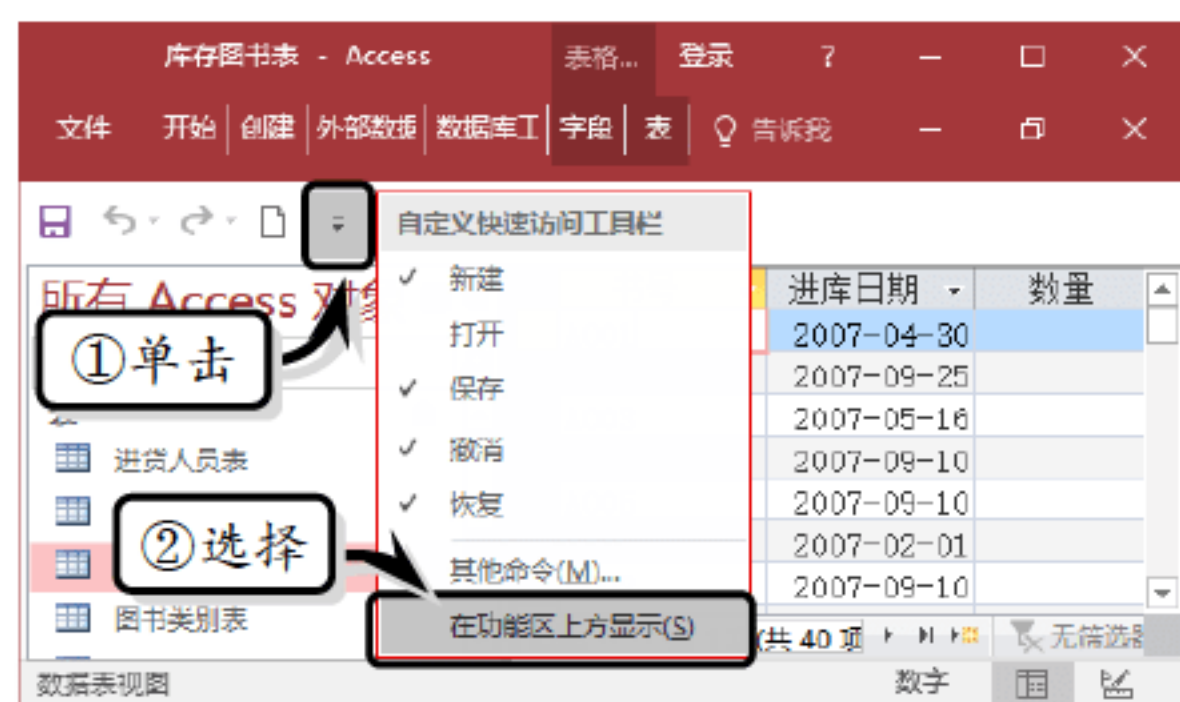 库存图书表 - Access 表格... 登录 ?
文件 开始 创建 外部数据 数据库工 字段 表 告诉我
自定义快速访问工具栏
新建
打开
保存
撤消
恢复
其他命令(M)...
在功能区上方显示(S)
所有 Access 对象
①单击
②选择
进货人员表
图书类别表
进库日期 数量
2007-04-30
2007-09-25
2007-05-16
2007-09-10
2007-09-10
2007-02-01
2007-09-10
(共 40 项 无筛选器
数据表视图 数字